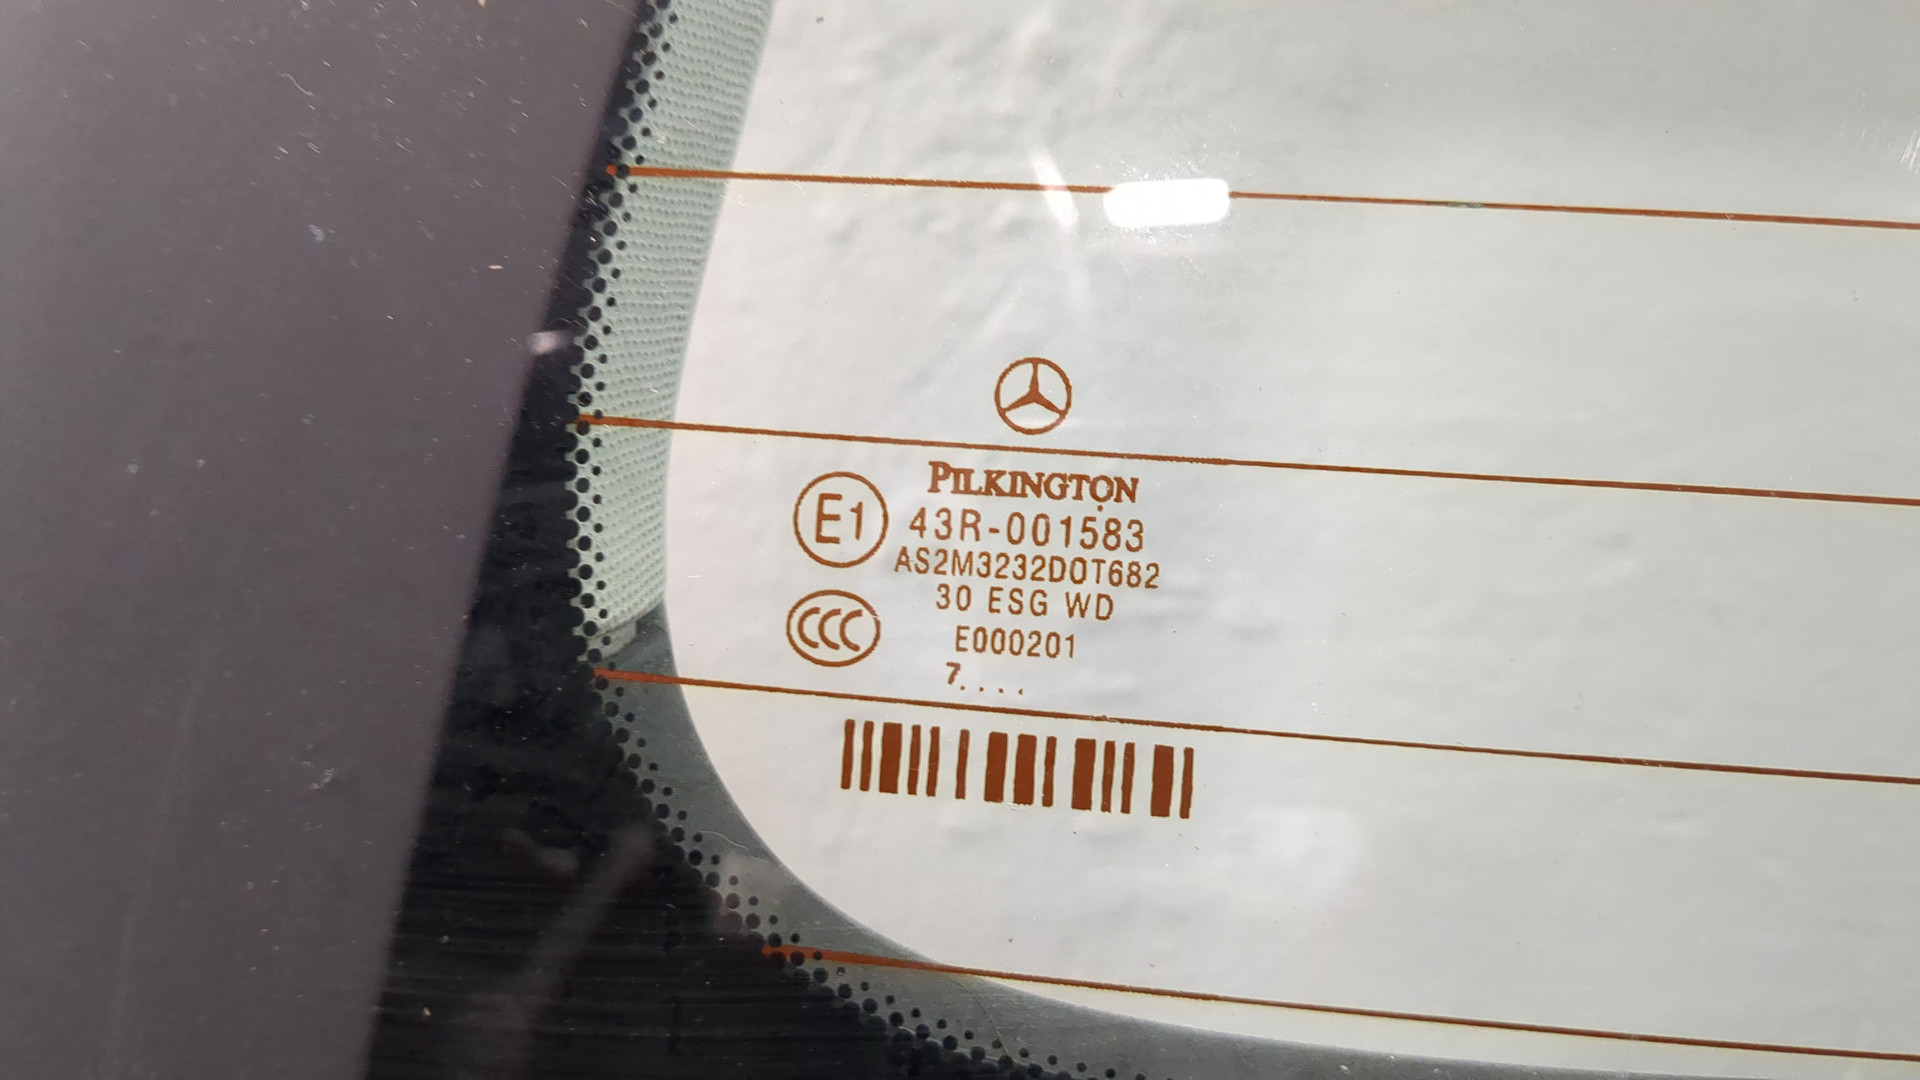 PILKINGTON
E1 43R-001583
AS2M3232DOT682
30 ESG WD
CCC E000201
7....